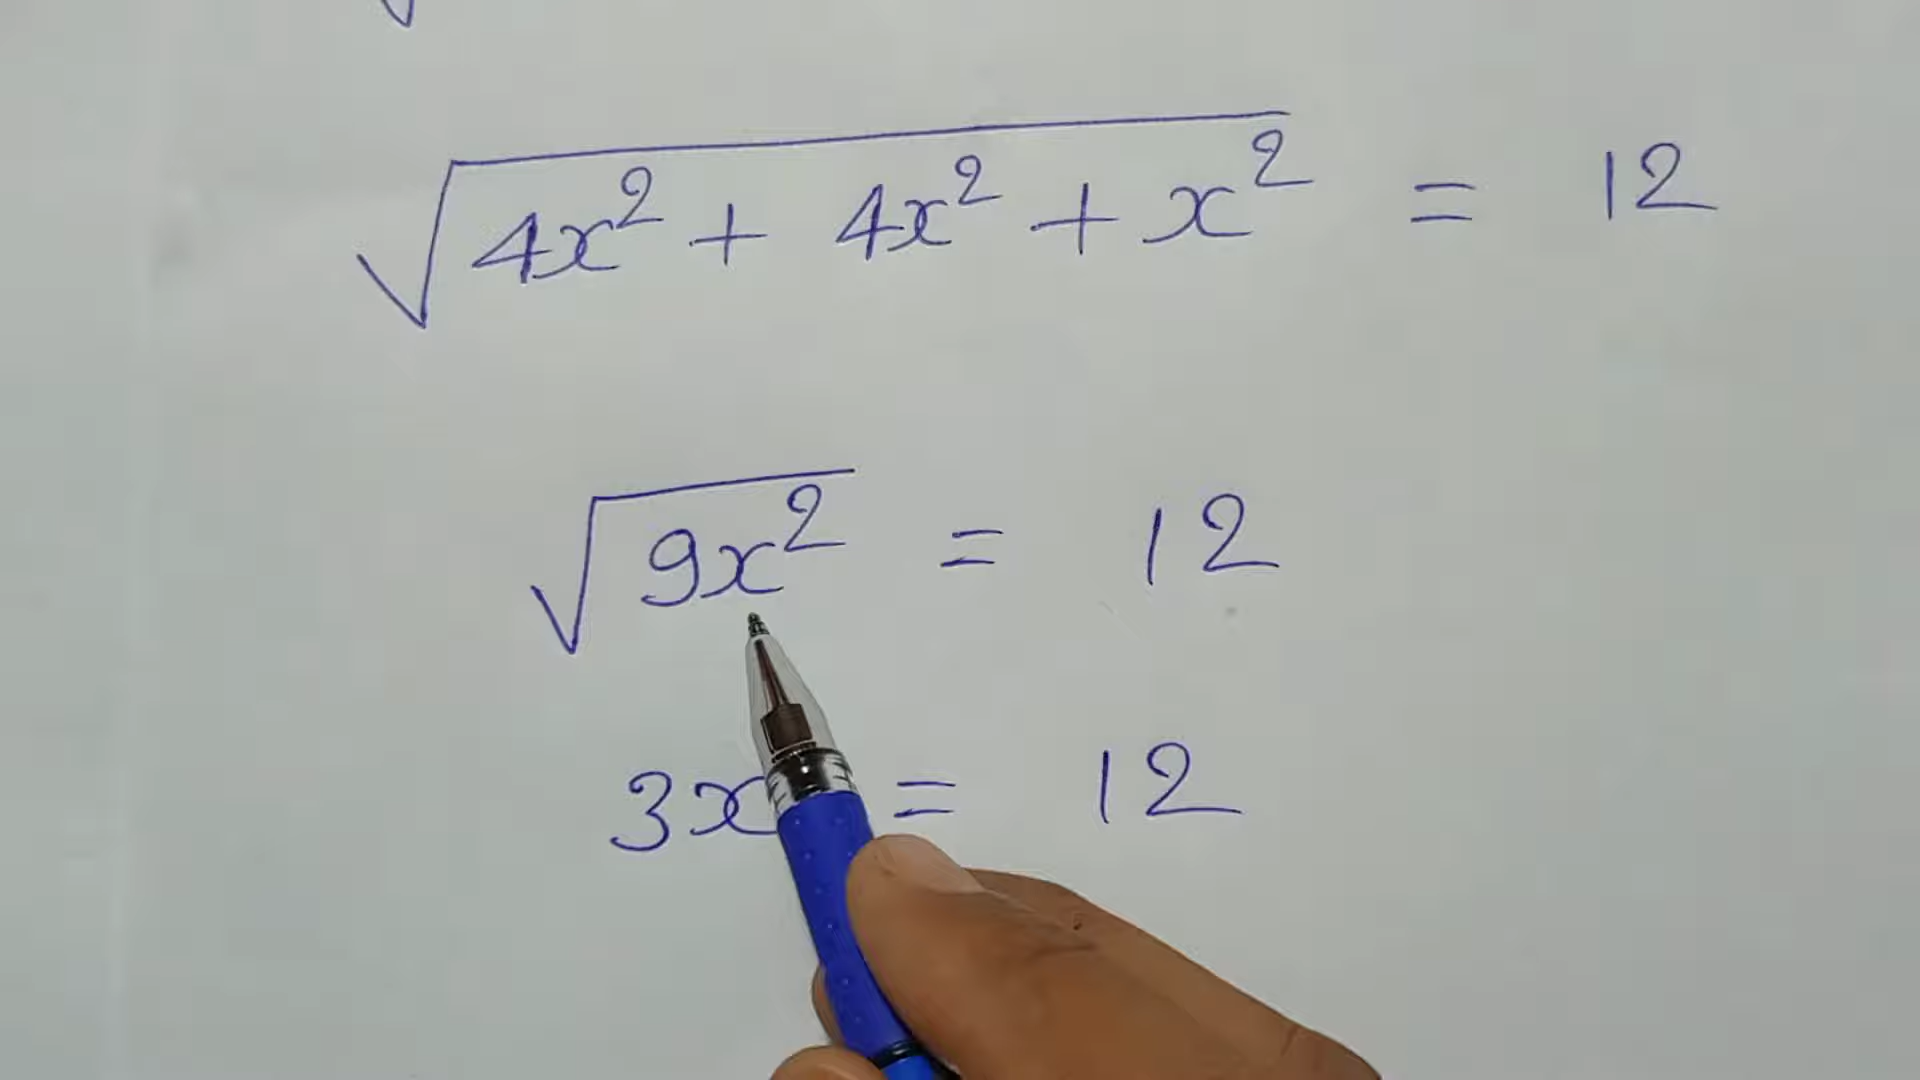 √(4x² + 4x² + x²) = 12
√(9x²) = 12
3x = 12